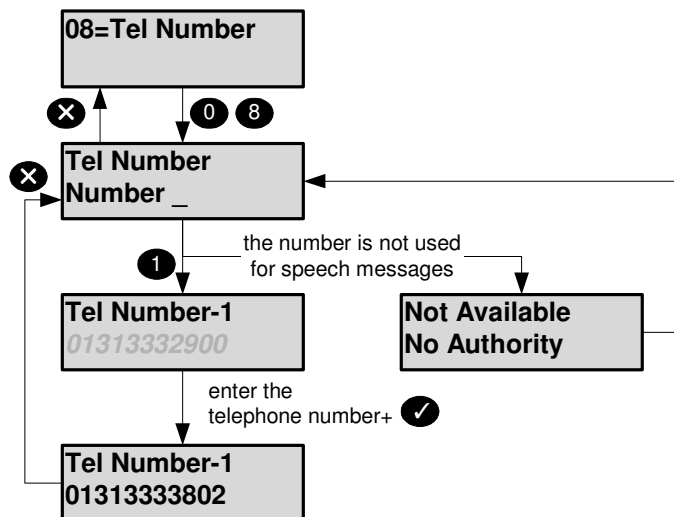 08=Tel Number
✕
0 8
Tel Number
Number _
✕
1
the number is not used
for speech messages
Tel Number-1
01313332900
Not Available
No Authority
enter the
telephone number+ ✓
Tel Number-1
01313333802